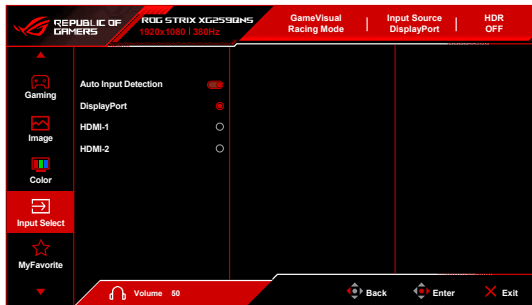 REPUBLIC OF
GAMERS
ROG STRIX XG259QNS
1920x1080 | 380Hz
GameVisual
Racing Mode
Input Source
DisplayPort
HDR
OFF
Gaming
Image
Color
Input Select
MyFavorite
Auto Input Detection
DisplayPort
HDMI-1
HDMI-2
Volume 50
Back
Enter
Exit